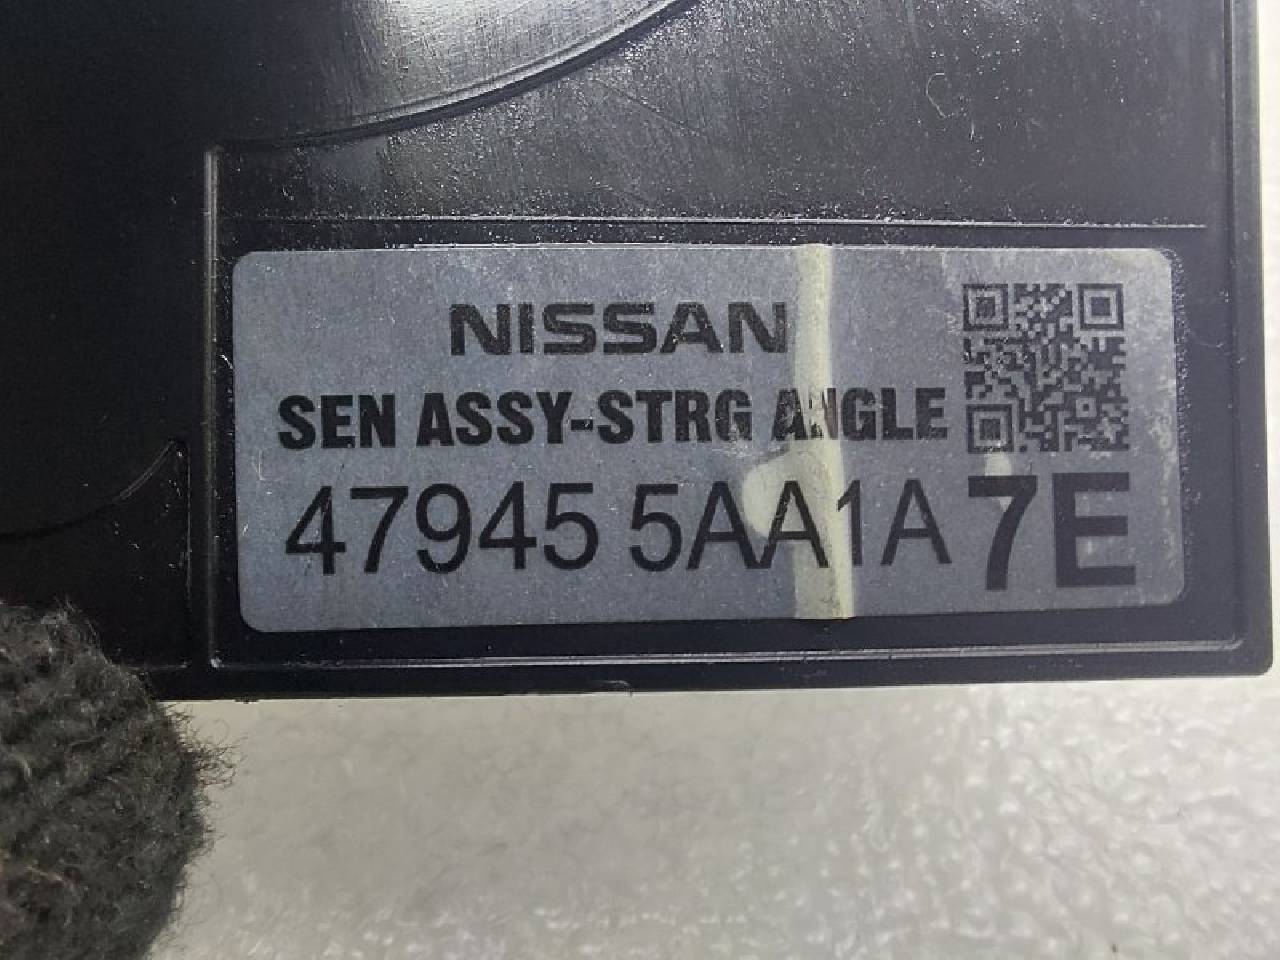 NISSAN
SEN ASSY-STRG ANGLE
47945 5AA1A 7E